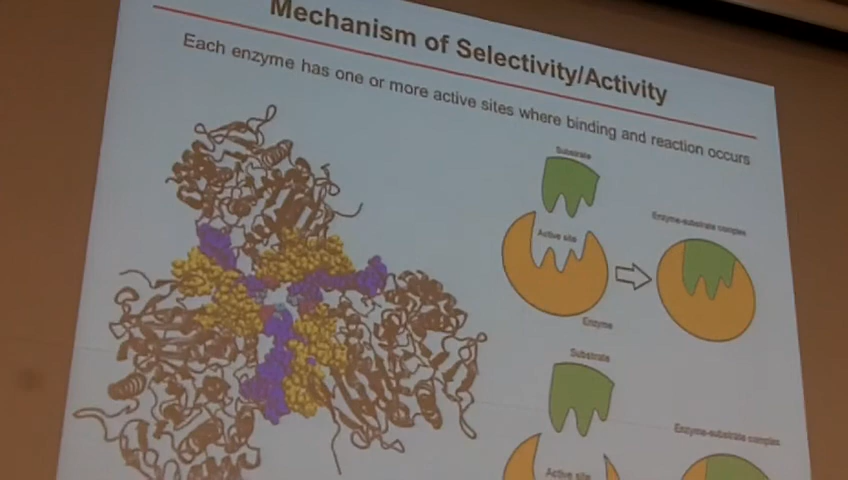 Mechanism of Selectivity/Activity
Each enzyme has one or more active sites where binding and reaction occurs
Substrate
Active site
Enzyme-substrate complex
Enzyme
Substrate
Enzyme-substrate complex
Active site